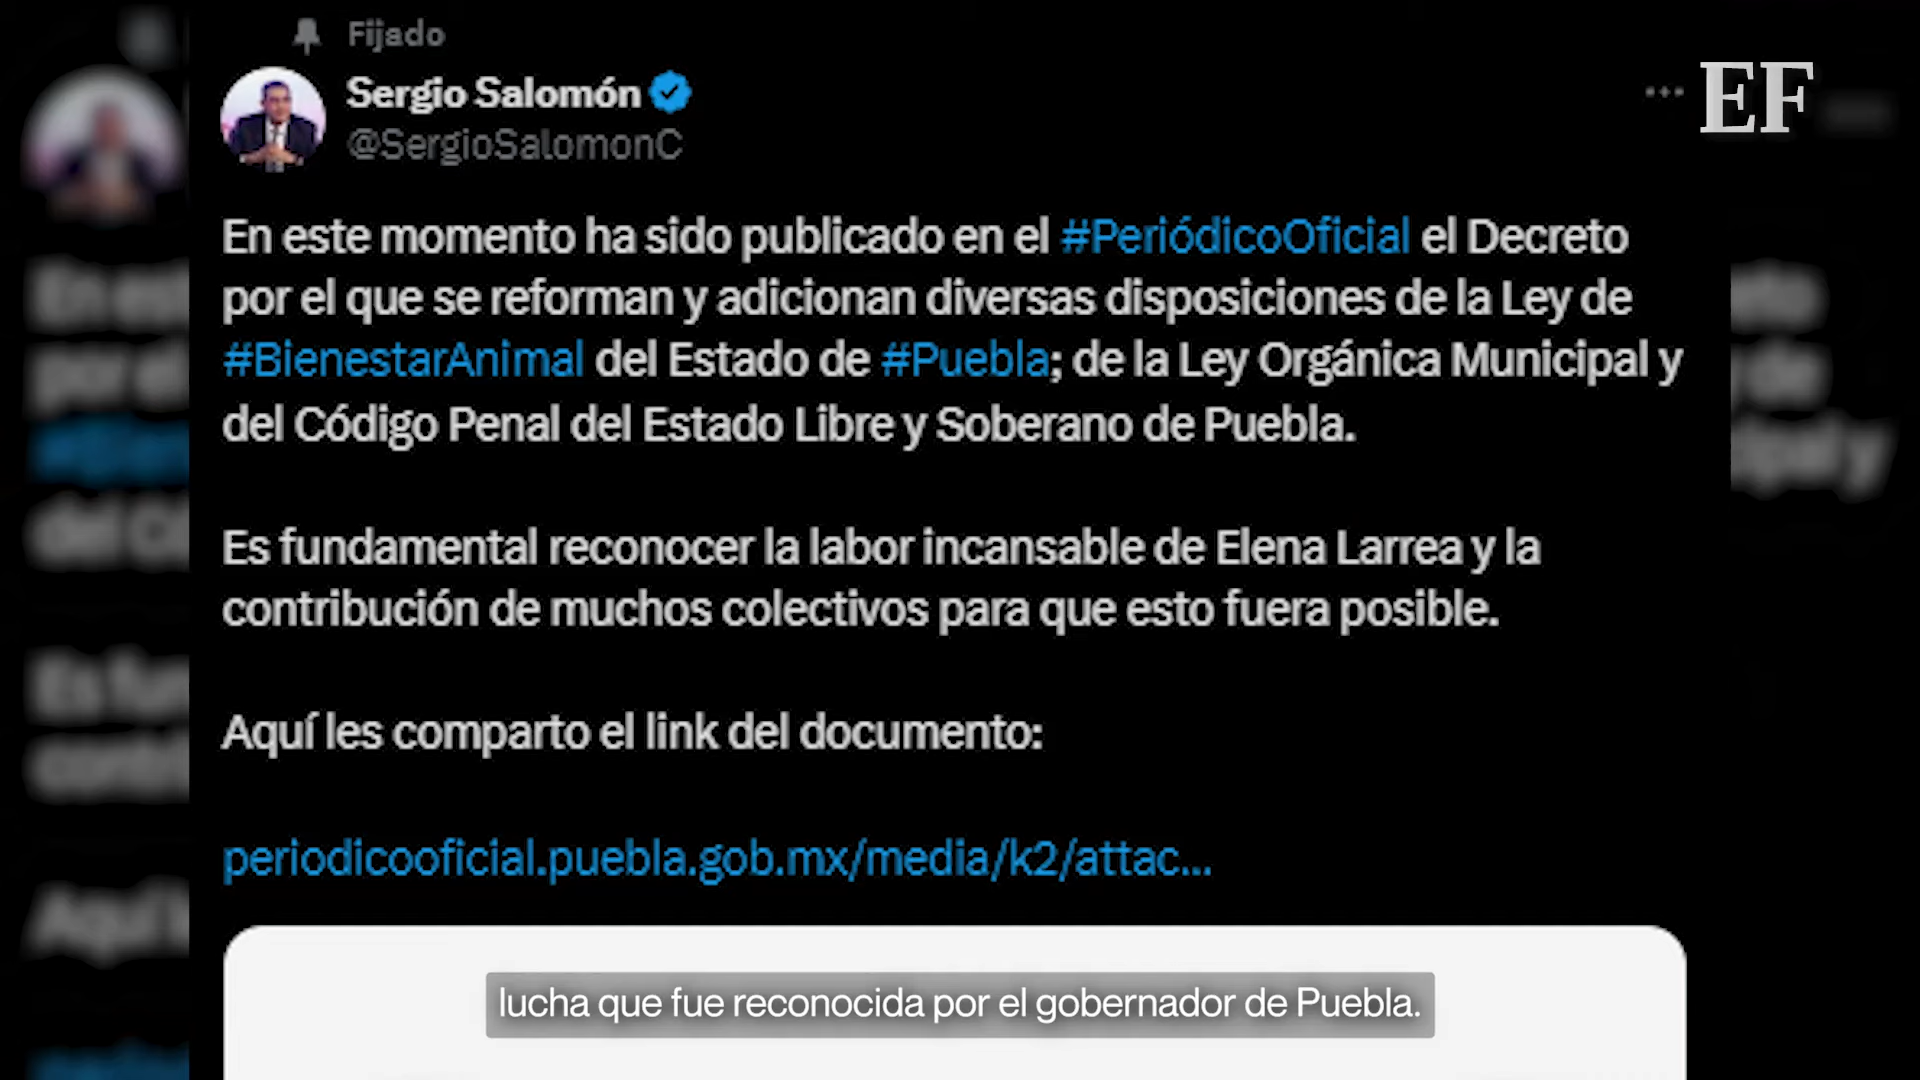 Fijado
Sergio Salomón
@SergioSalomonC
EF
En este momento ha sido publicado en el #PeriódicoOficial el Decreto
por el que se reforman y adicionan diversas disposiciones de la Ley de
#BienestarAnimal del Estado de #Puebla; de la Ley Orgánica Municipal y
del Código Penal del Estado Libre y Soberano de Puebla.
Es fundamental reconocer la labor incansable de Elena Larrea y la
contribución de muchos colectivos para que esto fuera posible.
Aquí les comparto el link del documento:
periodicooficial.puebla.gob.mx/media/k2/attac...
lucha que fue reconocida por el gobernador de Puebla.